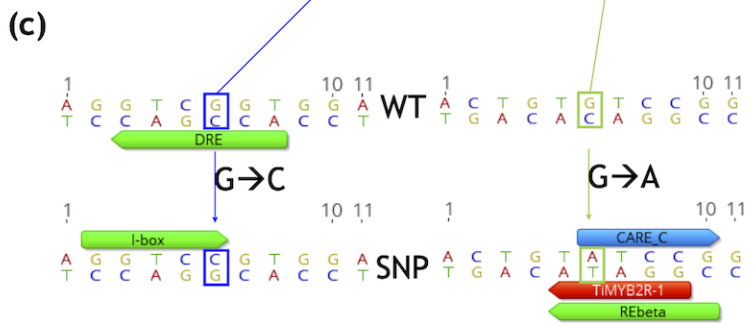 (c)
1 10 11 1 10 11
A G G T C G G T G G A WT A C T G T G T C C G G
T C C A G C C A C C T T G A C A C A G G C C
DRE
G→C G→A
1 10 11 1 10 11
I-box CARE_C
A G G T C C G T G G A SNP A C T G T A T C C G G
T C C A G G C A C C T T G A C A T A G G C C
TiMYB2R-1
REbeta